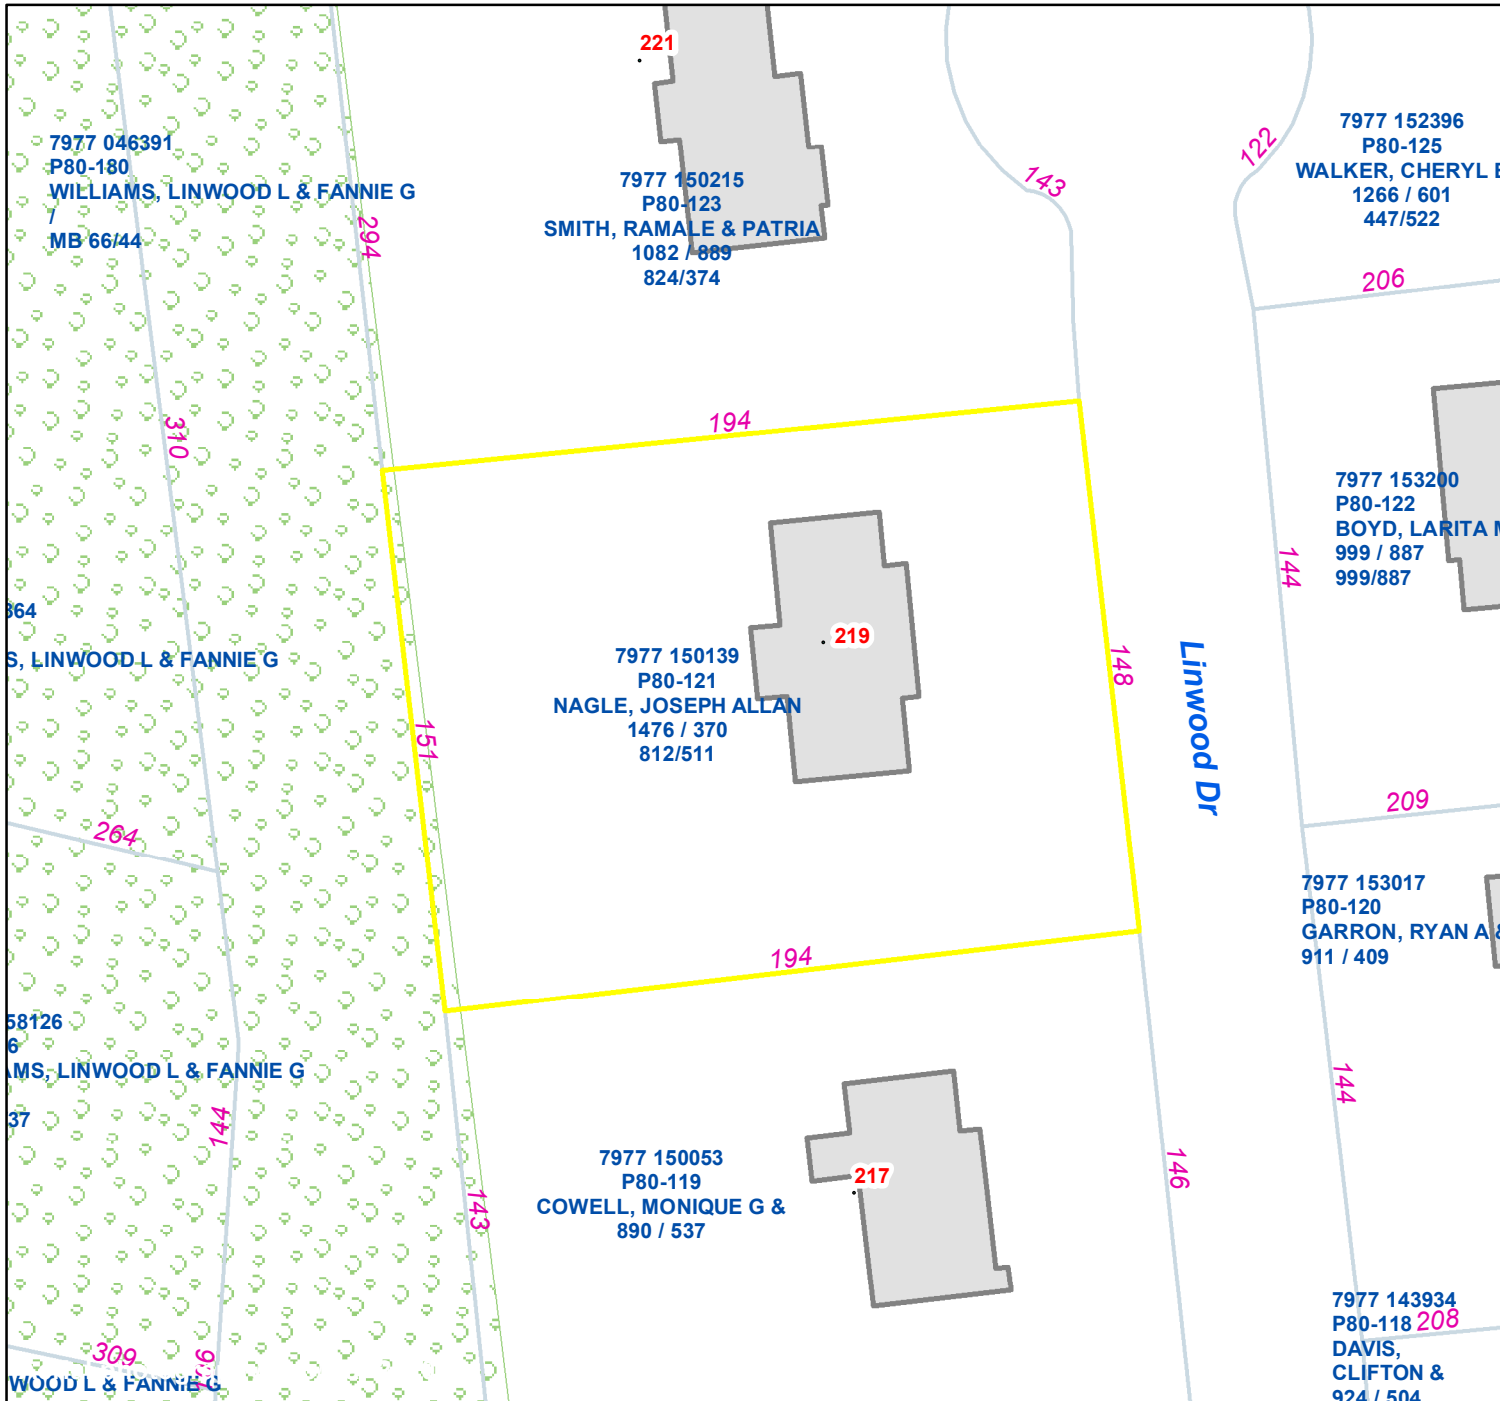 221
7977 046391
P80-180
WILLIAMS, LINWOOD L & FANNIE G
/
MB 66/44
294
310
7977 150215
P80-123
SMITH, RAMALE & PATRIA
1082 / 889
824/374
143
122
7977 152396
P80-125
WALKER, CHERYL E
1266 / 601
447/522
206
194
7977 153200
P80-122
BOYD, LARITA M
999 / 887
999/887
144
219
7977 150139
P80-121
NAGLE, JOSEPH ALLAN
1476 / 370
812/511
148
151
Linwood Dr
364
S, LINWOOD L & FANNIE G
264
209
7977 153017
P80-120
GARRON, RYAN A &
911 / 409
194
58126
6
AMS, LINWOOD L & FANNIE G
37
144
144
146
143
7977 150053
P80-119
COWELL, MONIQUE G &
890 / 537
217
7977 143934
P80-118
208
DAVIS,
CLIFTON &
924 / 504
309
WOOD L & FANNIE G